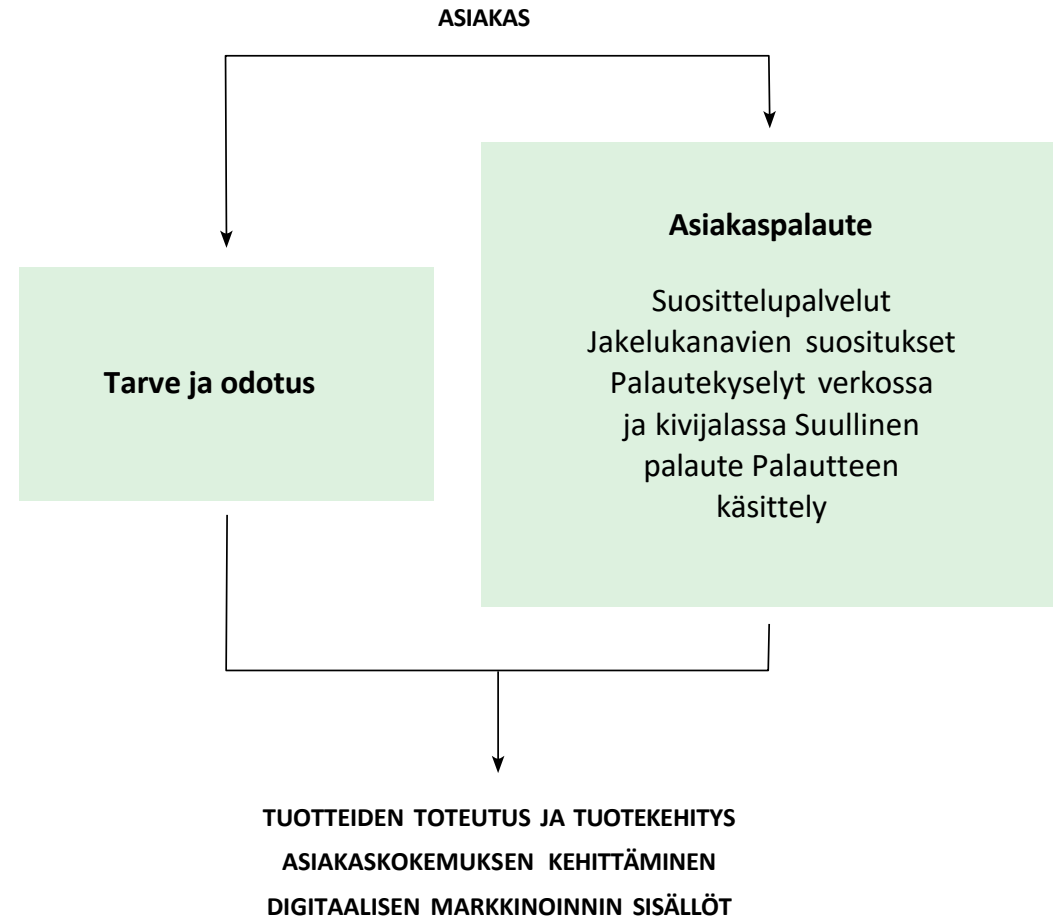 ASIAKAS
Tarve ja odotus
Asiakaspalaute
Suosittelupalvelut
Jakelukanavien suositukset
Palautekyselyt verkossa
ja kivijalassa Suullinen
palaute Palautteen
käsittely
TUOTTEIDEN TOTEUTUS JA TUOTEKEHITYS
ASIAKASKOKEMUKSEN KEHITTÄMINEN
DIGITAALISEN MARKKINOINNIN SISÄLLÖT